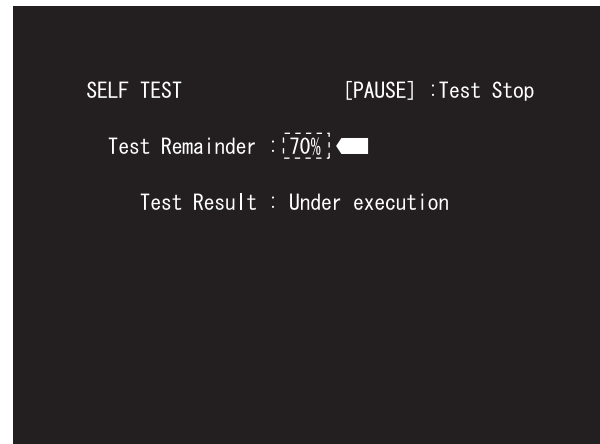 SELF TEST [PAUSE] :Test Stop
Test Remainder : 70%
Test Result : Under execution